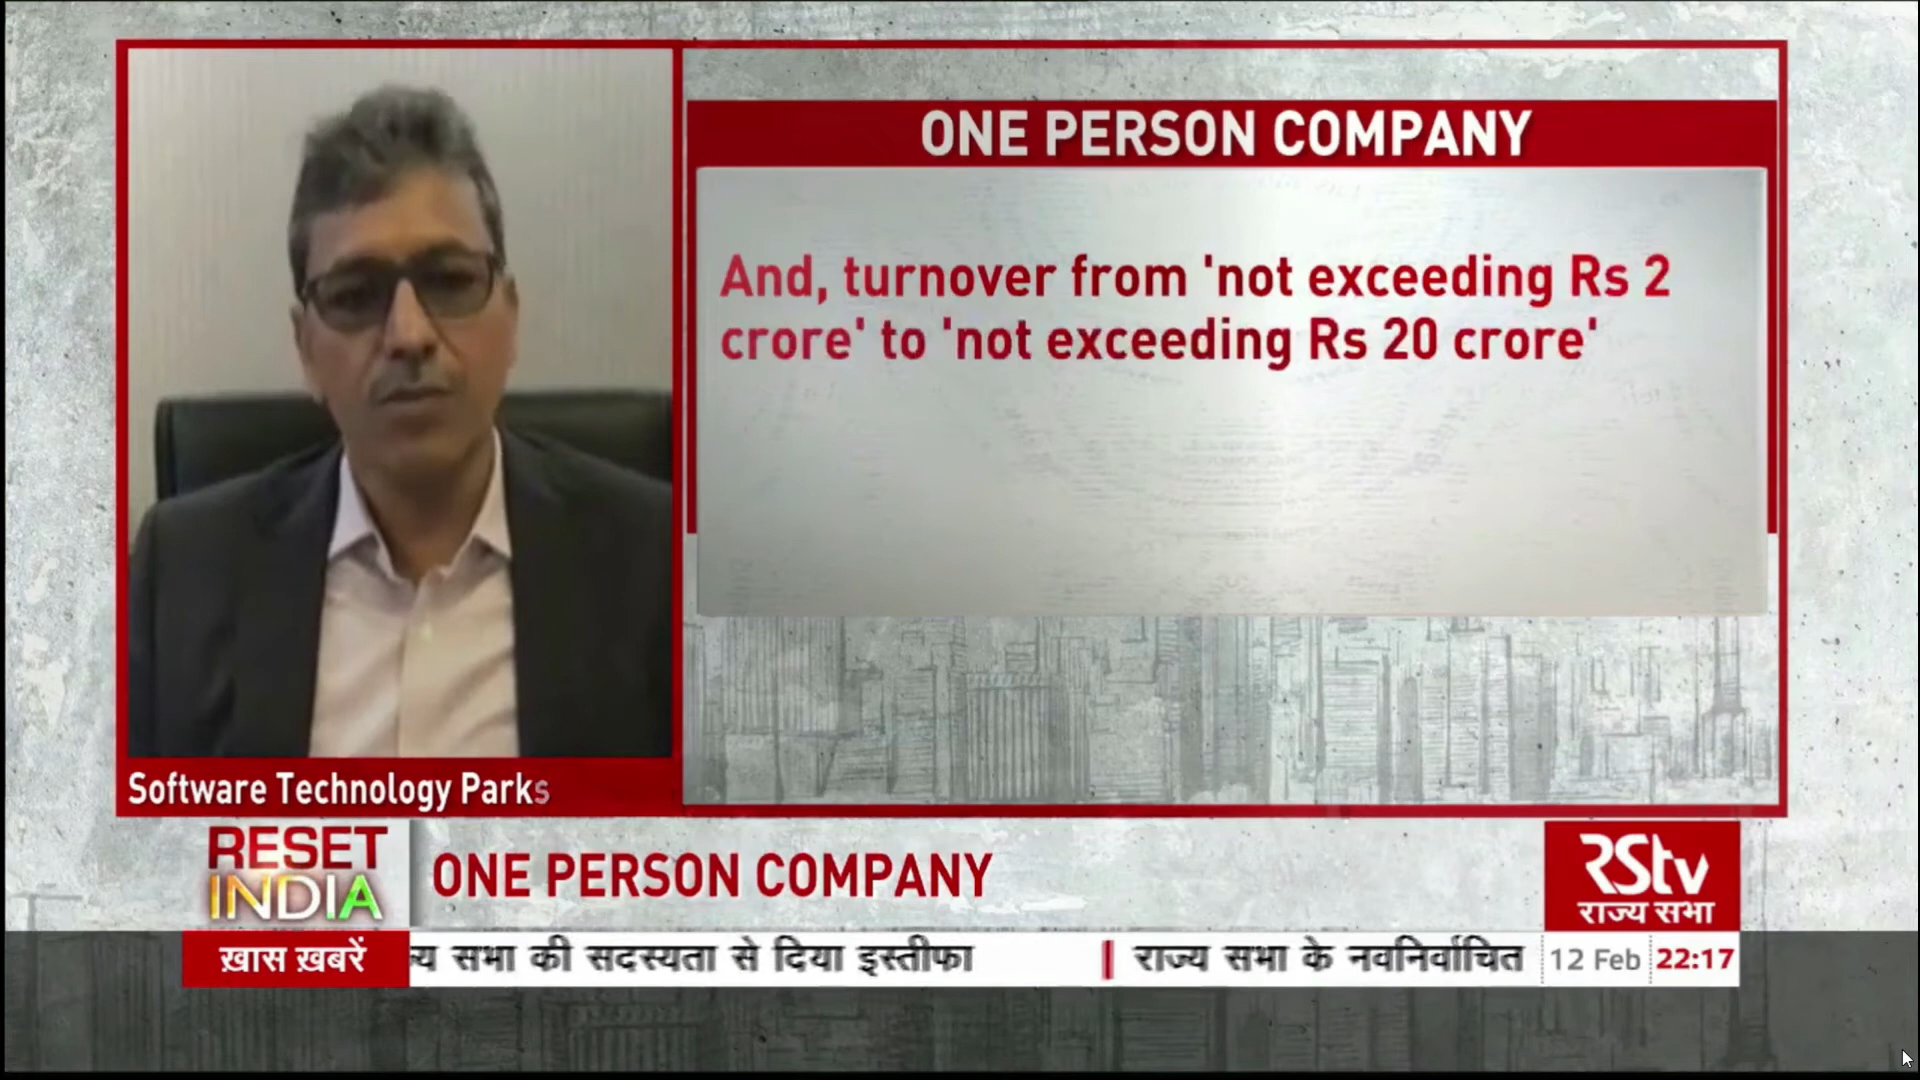 ONE PERSON COMPANY
And, turnover from 'not exceeding Rs 2
crore' to 'not exceeding Rs 20 crore'
Software Technology Parks
RESET
INDIA
ONE PERSON COMPANY
RStv
राज्य सभा
ख़ास ख़बरें
्य सभा की सदस्यता से दिया इस्तीफा | राज्य सभा के नवनिर्वाचित
12 Feb 22:17